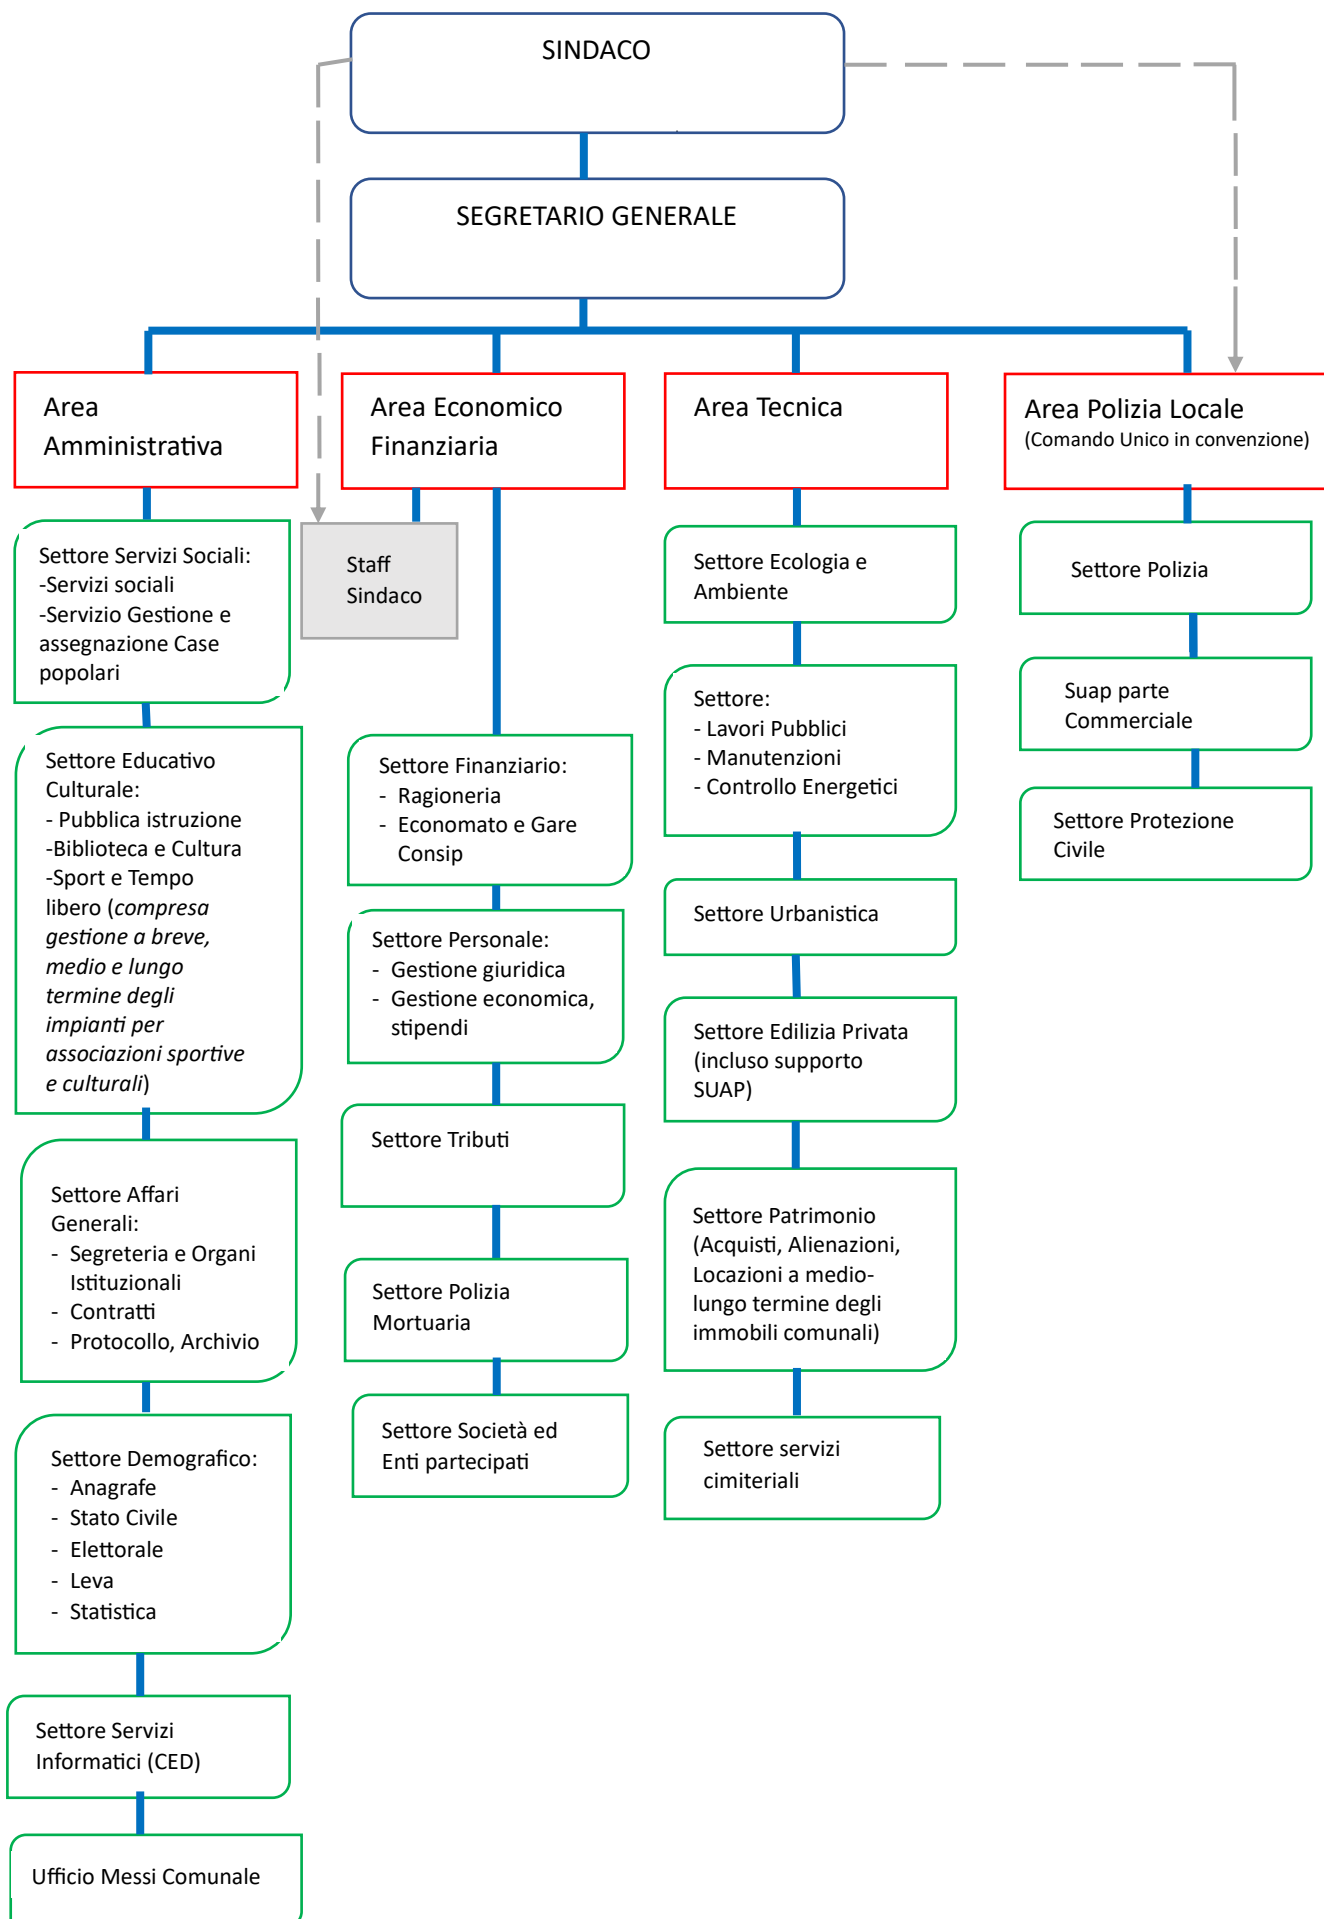 SINDACO
SEGRETARIO GENERALE
Area
Amministrativa
Settore Servizi Sociali:
-Servizi sociali
-Servizio Gestione e
assegnazione Case
popolari
Settore Educativo
Culturale:
- Pubblica istruzione
-Biblioteca e Cultura
-Sport e Tempo
libero (compresa
gestione a breve,
medio e lungo
termine degli
impianti per
associazioni sportive
e culturali)
Settore Affari
Generali:
- Segreteria e Organi
Istituzionali
- Contratti
- Protocollo, Archivio
Settore Demografico:
- Anagrafe
- Stato Civile
- Elettorale
- Leva
- Statistica
Settore Servizi
Informatici (CED)
Ufficio Messi Comunale
Area Economico
Finanziaria
Staff
Sindaco
Settore Finanziario:
- Ragioneria
- Economato e Gare
Consip
Settore Personale:
- Gestione giuridica
- Gestione economica,
stipendi
Settore Tributi
Settore Polizia
Mortuaria
Settore Società ed
Enti partecipati
Area Tecnica
Settore Ecologia e
Ambiente
Settore:
- Lavori Pubblici
- Manutenzioni
- Controllo Energetici
Settore Urbanistica
Settore Edilizia Privata
(incluso supporto
SUAP)
Settore Patrimonio
(Acquisti, Alienazioni,
Locazioni a medio-
lungo termine degli
immobili comunali)
Settore servizi
cimiteriali
Area Polizia Locale
(Comando Unico in convenzione)
Settore Polizia
Suap parte
Commerciale
Settore Protezione
Civile